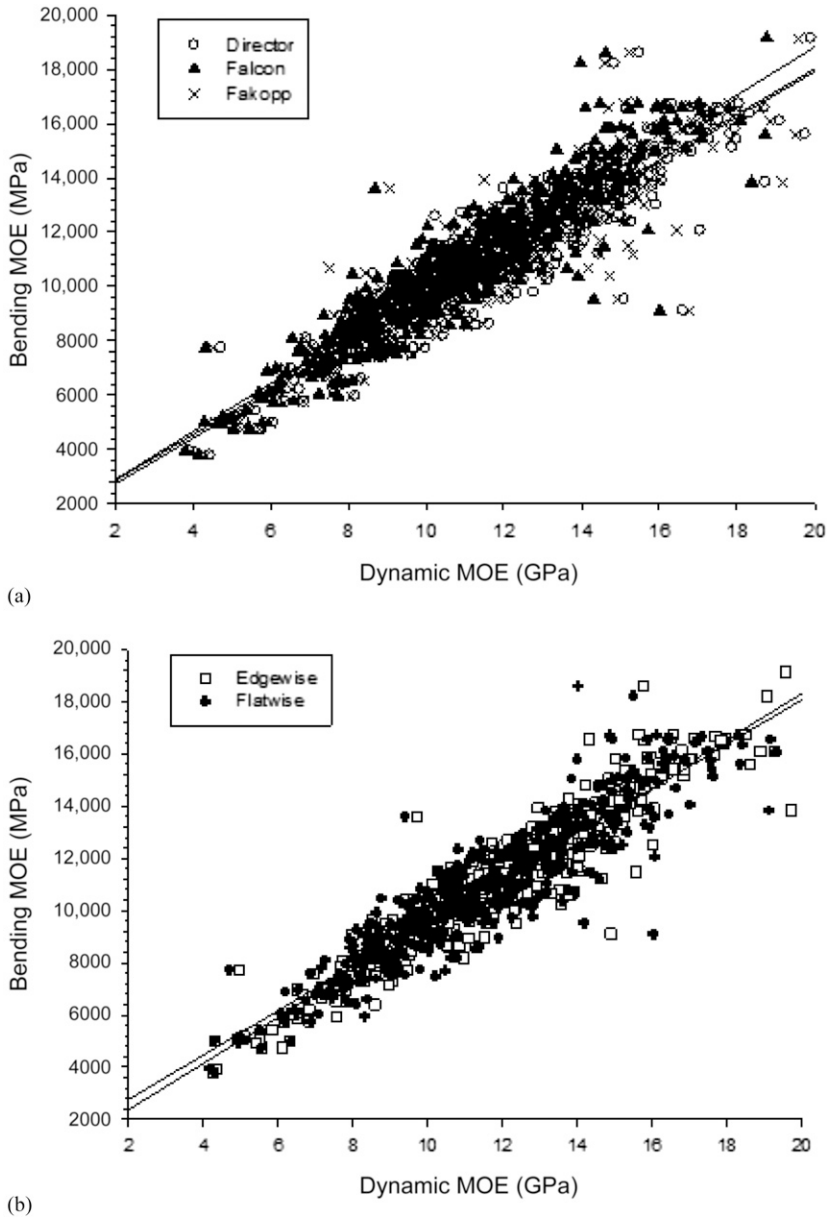 20,000
18,000
16,000
14,000
12,000
10,000
8000
6000
4000
2000
Bending MOE (MPa)
Director
Falcon
Fakopp
2 4 6 8 10 12 14 16 18 20
Dynamic MOE (GPa)
(a)
20,000
18,000
16,000
14,000
12,000
10,000
8000
6000
4000
2000
Bending MOE (MPa)
Edgewise
Flatwise
2 4 6 8 10 12 14 16 18 20
Dynamic MOE (GPa)
(b)